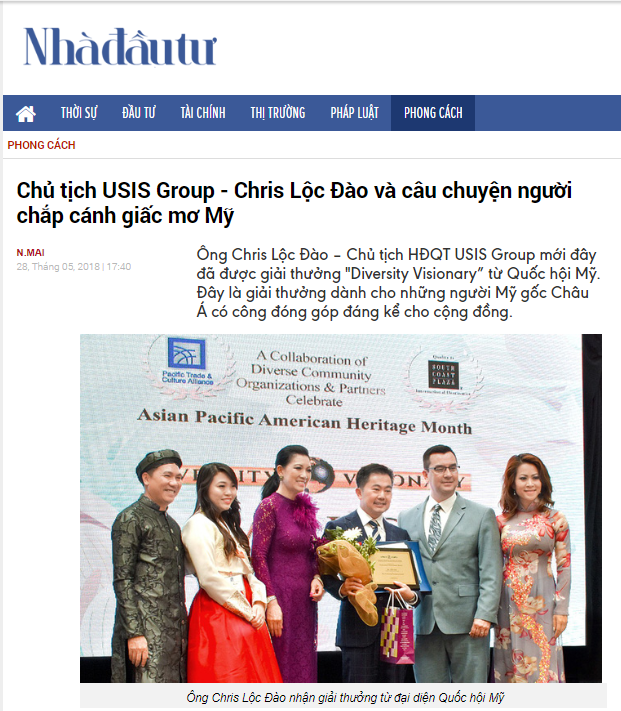 Nhàđầutư
THỜI SỰ ĐẦU TƯ TÀI CHÍNH THỊ TRƯỜNG PHÁP LUẬT PHONG CÁCH
PHONG CÁCH
Chủ tịch USIS Group - Chris Lộc Đào và câu chuyện người
chắp cánh giấc mơ Mỹ
N.MAI
28, Tháng 05, 2018 | 17:40
Ông Chris Lộc Đào – Chủ tịch HĐQT USIS Group mới đây
đã được giải thưởng "Diversity Visionary” từ Quốc hội Mỹ.
Đây là giải thưởng dành cho những người Mỹ gốc Châu
Á có công đóng góp đáng kể cho cộng đồng.
Pacific Trade &
Culture Alliance
A Collaboration of
Diverse Community
Organizations & Partners
Celebrate
SOUTH
COAST
PLAZA
Asian Pacific American Heritage Month
Ông Chris Lộc Đào nhận giải thưởng từ đại diện Quốc hội Mỹ